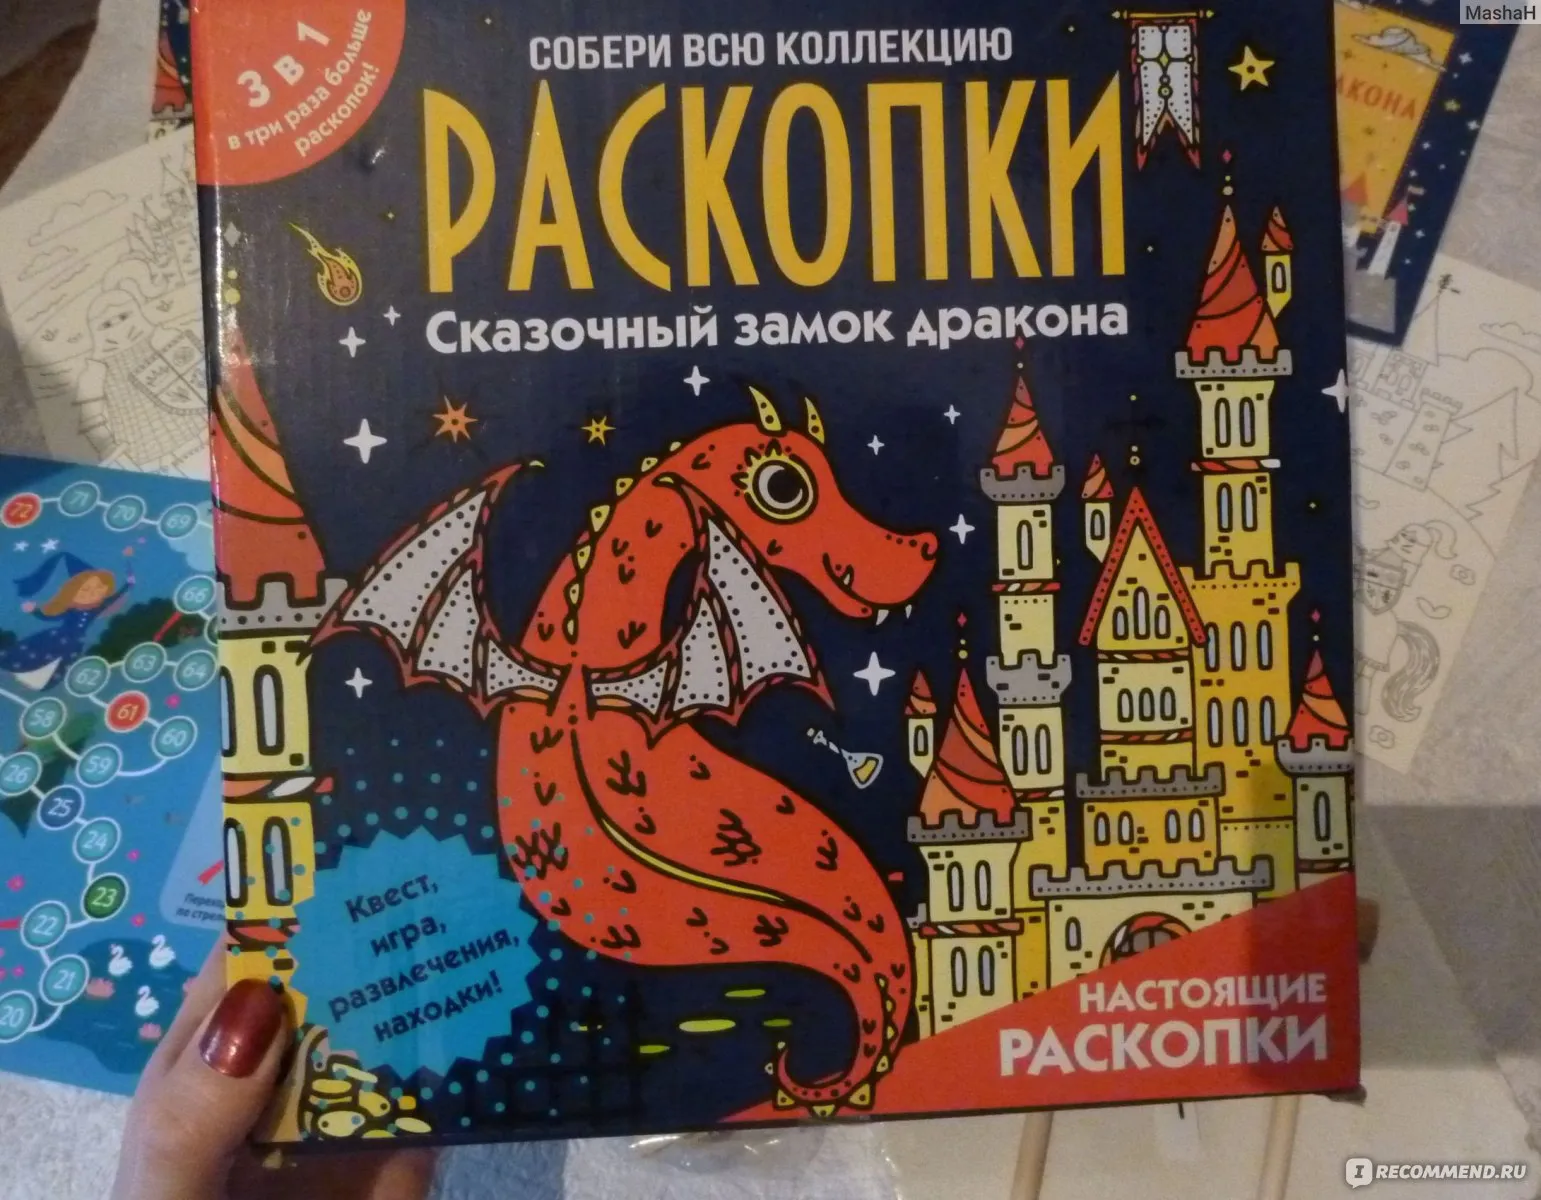 MashaH
3 в 1
в три раза больше
раскопок!
СОБЕРИ ВСЮ КОЛЛЕКЦИЮ
РАСКОПКИ
Сказочный замок дракона
АКОНА
Квест,
игра,
развлечения,
находки!
НАСТОЯЩИЕ
РАСКОПКИ
72
71
70
69
66
64
63
62
61
60
59
58
26
25
24
23
22
21
20
IRECOMMEND.RU